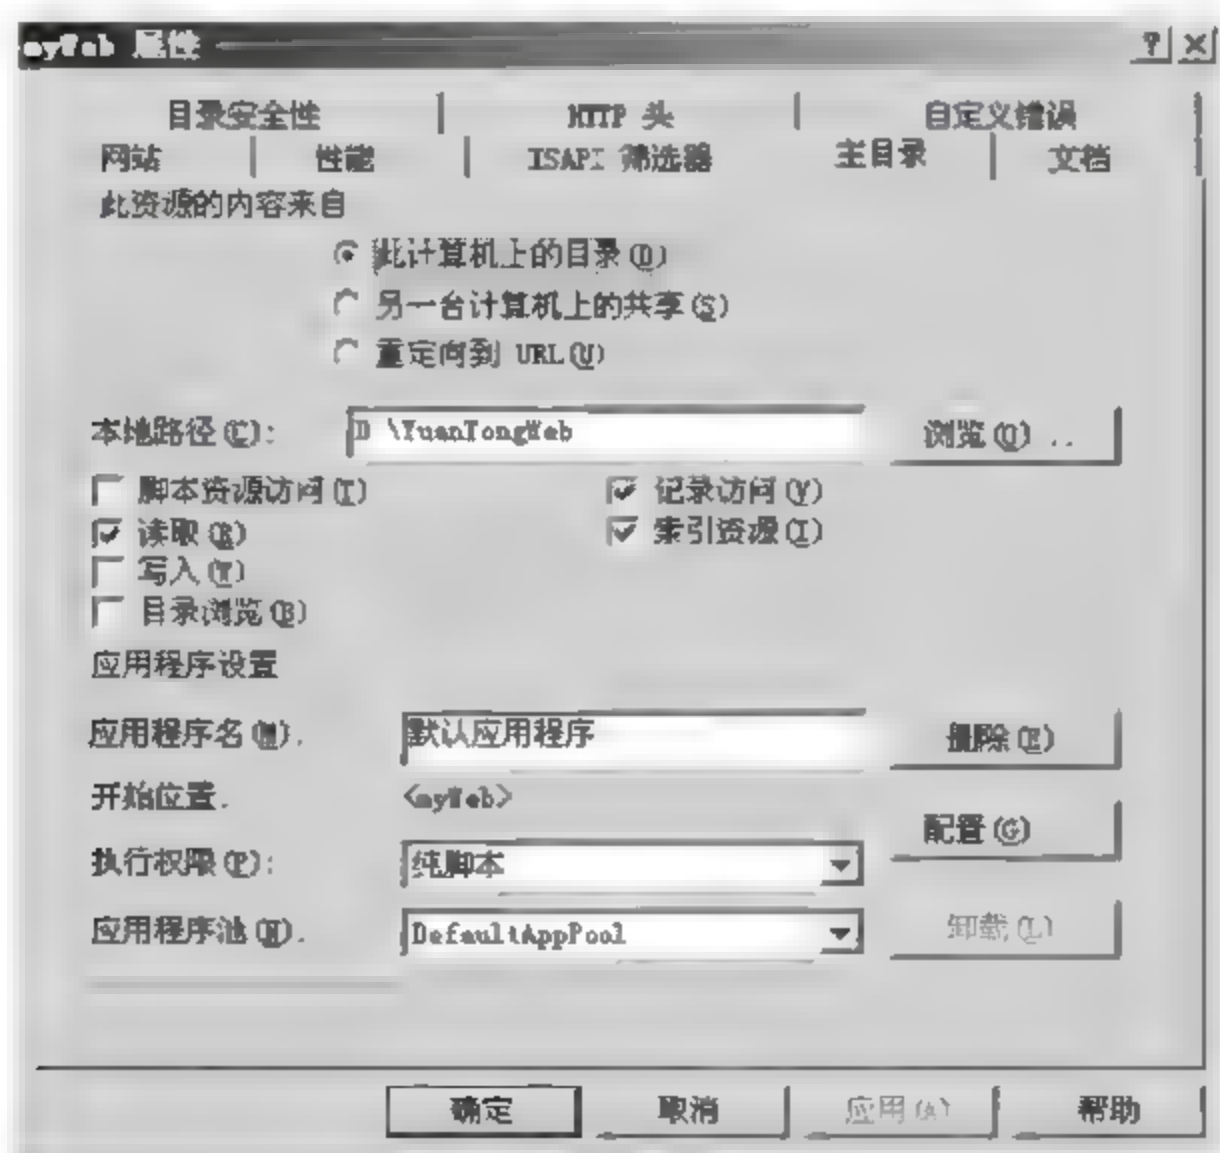 myWeb 属性
目录安全性 HTTP 头 自定义错误
网站 性能 ISAPI 筛选器 主目录 文档
此资源的内容来自
此计算机上的目录(D)
另一台计算机上的共享(S)
重定向到 URL(U)
本地路径(C): D \YuanTongWeb 浏览(O) ..
脚本资源访问(T) 记录访问(V)
读取(R) 索引资源(I)
写入(W)
目录浏览(B)
应用程序设置
应用程序名(M). 默认应用程序 删除(E)
开始位置. <myWeb>
配置(G)
执行权限(P): 纯脚本
应用程序池(N). DefaultAppPool 卸载(L)
确定 取消 应用(A) 帮助